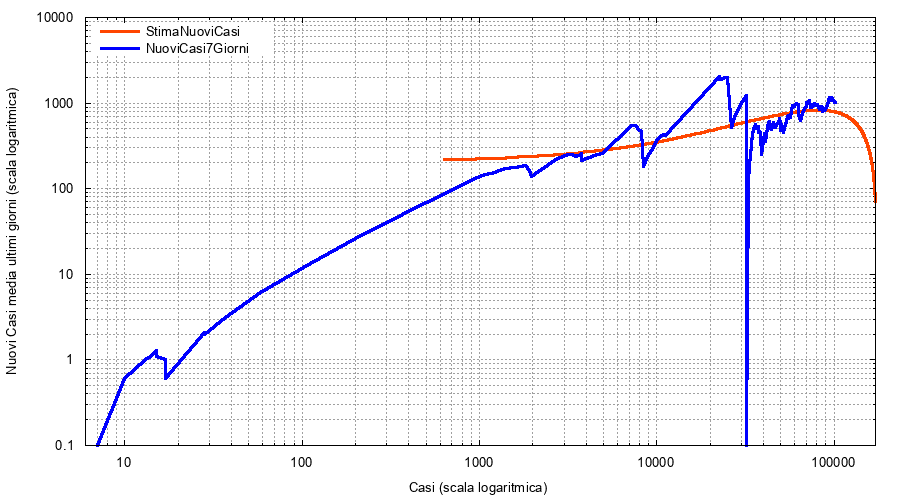 10000
StimaNuoviCasi
NuoviCasi7Giorni
1000
100
10
1
0.1
Nuovi Casi media ultimi giorni (scala logaritmica)
10 100 1000 10000 100000
Casi (scala logaritmica)